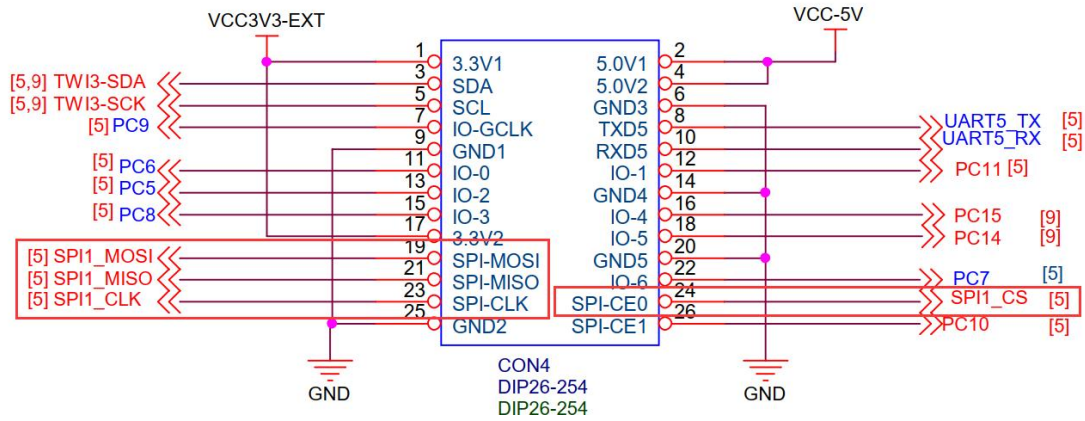 VCC3V3-EXT
VCC-5V
1 3.3V1 5.0V1 2
[5,9] TWI3-SDA 3 SDA 5.0V2 4
[5,9] TWI3-SCK 5 SCL GND3 6
[5] PC9 7 IO-GCLK TXD5 8 UART5_TX [5]
9 GND1 RXD5 10 UART5_RX [5]
[5] PC6 11 IO-0 IO-1 12 PC11 [5]
[5] PC5 13 IO-2 GND4 14
[5] PC8 15 IO-3 IO-4 16 PC15 [9]
17 3.3V2 IO-5 18 PC14 [9]
[5] SPI1_MOSI 19 SPI-MOSI GND5 20
[5] SPI1_MISO 21 SPI-MISO IO-6 22 PC7 [5]
[5] SPI1_CLK 23 SPI-CLK SPI-CE0 24 SPI1_CS [5]
25 GND2 SPI-CE1 26 PC10 [5]
GND
CON4
DIP26-254
DIP26-254
GND